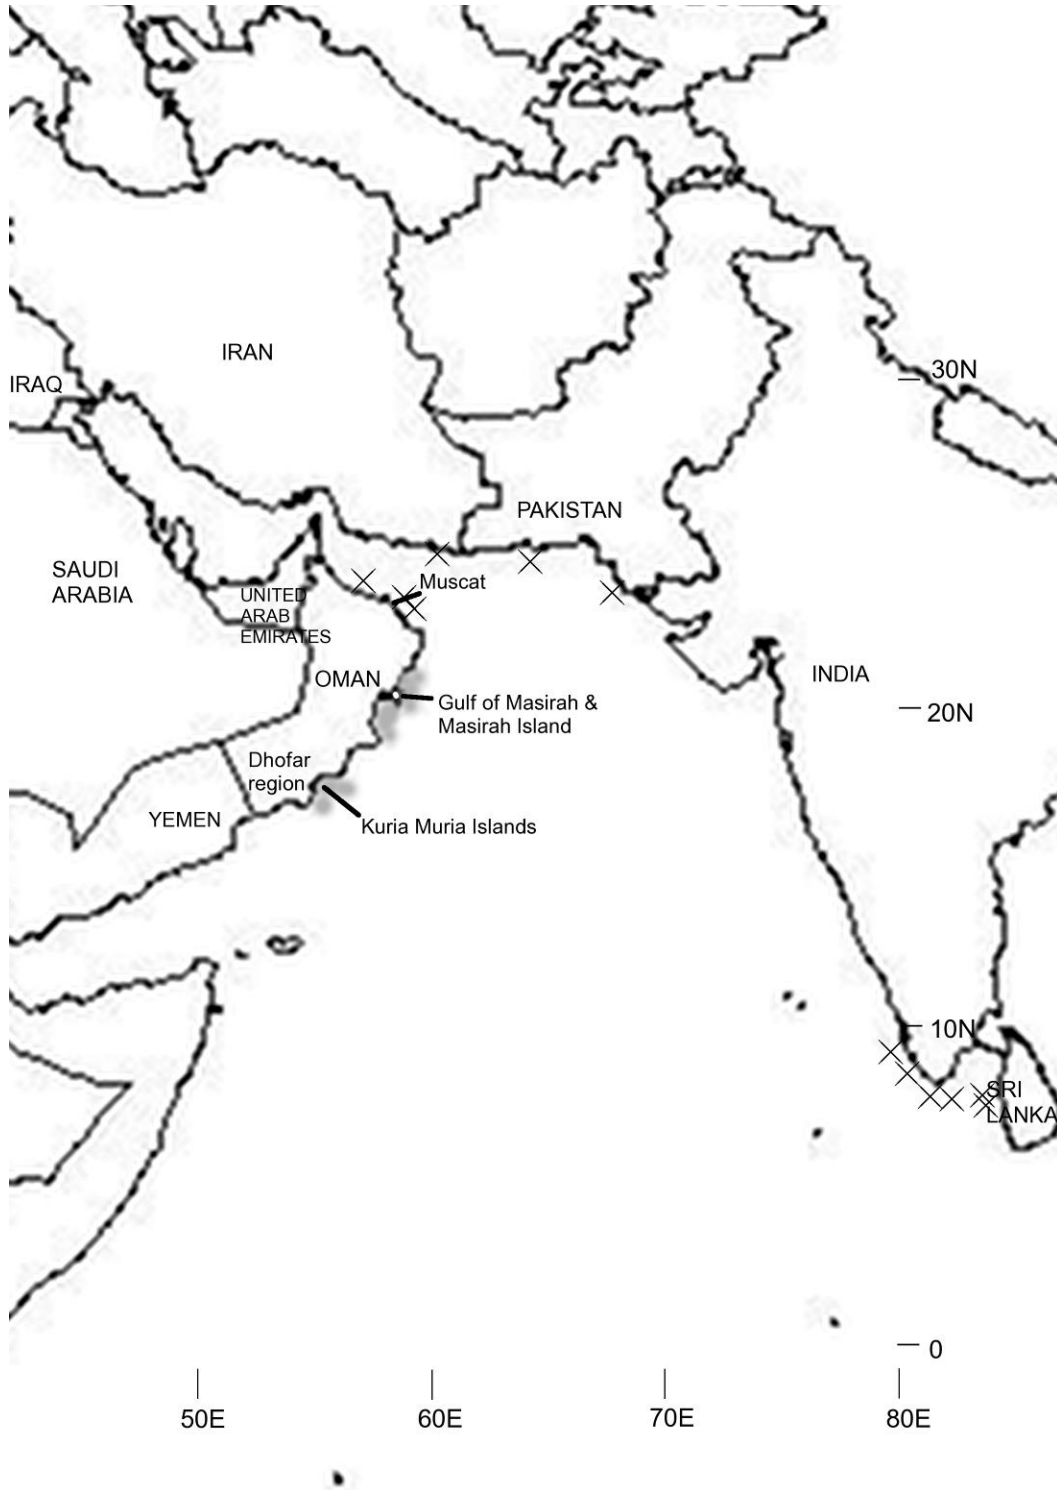 IRAN
30N
IRAQ
PAKISTAN
SAUDI
ARABIA
Muscat
UNITED
ARAB
EMIRATES
OMAN
INDIA
Gulf of Masirah &
Masirah Island
20N
Dhofar
region
YEMEN
Kuria Muria Islands
10N
SRI
LANKA
0
50E
60E
70E
80E